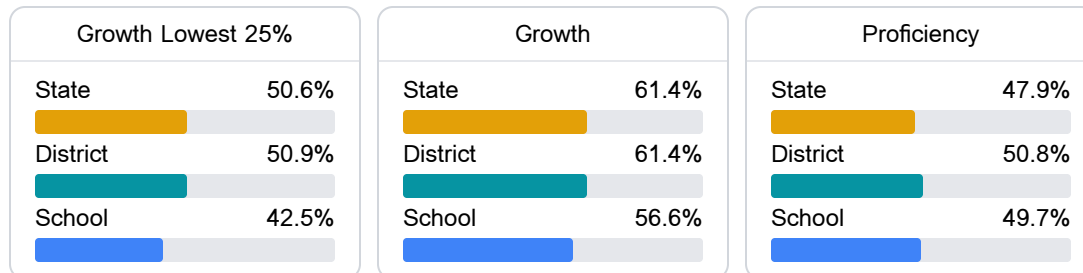 Growth Lowest 25%
State 50.6%
District 50.9%
School 42.5%
Growth
State 61.4%
District 61.4%
School 56.6%
Proficiency
State 47.9%
District 50.8%
School 49.7%